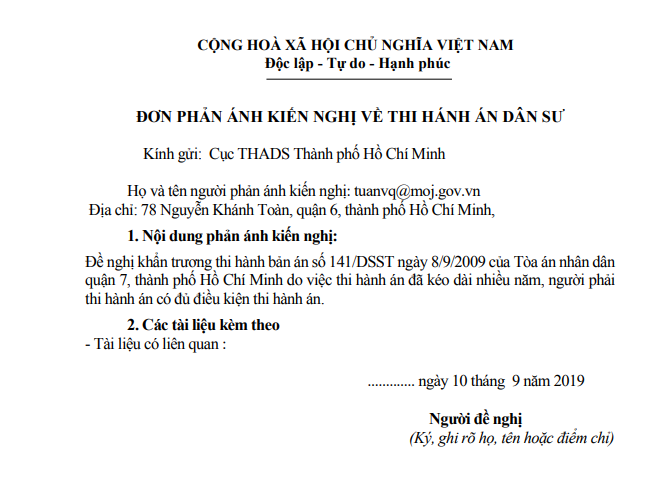 CỘNG HOÀ XÃ HỘI CHỦ NGHĨA VIỆT NAM
Độc lập - Tự do - Hạnh phúc
ĐƠN PHẢN ÁNH KIẾN NGHỊ VỀ THI HÁNH ÁN DÂN SƯ
Kính gửi: Cục THADS Thành phố Hồ Chí Minh
Họ và tên người phản ánh kiến nghị: tuanvq@moj.gov.vn
Địa chỉ: 78 Nguyễn Khánh Toàn, quận 6, thành phố Hồ Chí Minh,
1. Nội dung phản ánh kiến nghị:
Đề nghị khẩn trương thi hành bản án số 141/DSST ngày 8/9/2009 của Tòa án nhân dân
quận 7, thành phố Hồ Chí Minh do việc thi hành án đã kéo dài nhiều năm, người phải
thi hành án có đủ điều kiện thi hành án.
2. Các tài liệu kèm theo
- Tài liệu có liên quan :
............. ngày 10 tháng 9 năm 2019
Người đề nghị
(Ký, ghi rõ họ, tên hoặc điểm chỉ)